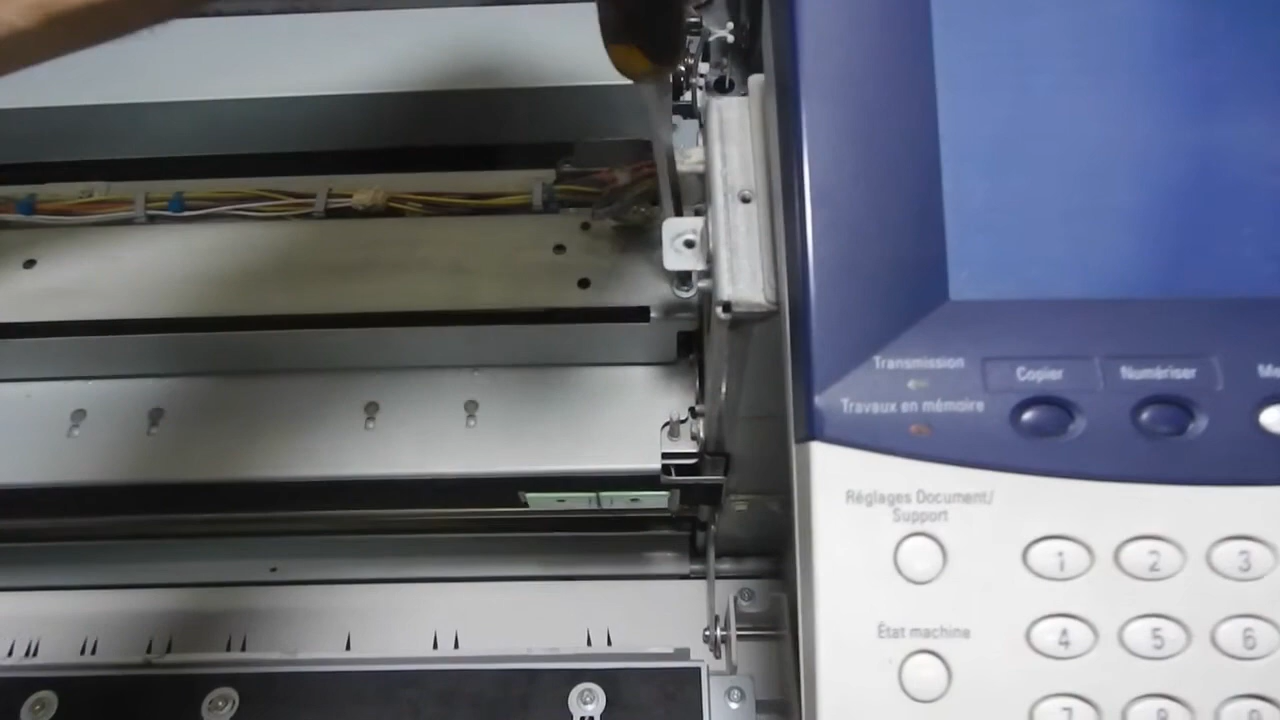 Transmission
Copier
Numériser
Travaux en mémoire
Réglages Document/
Support
1
2
3
État machine
4
5
6